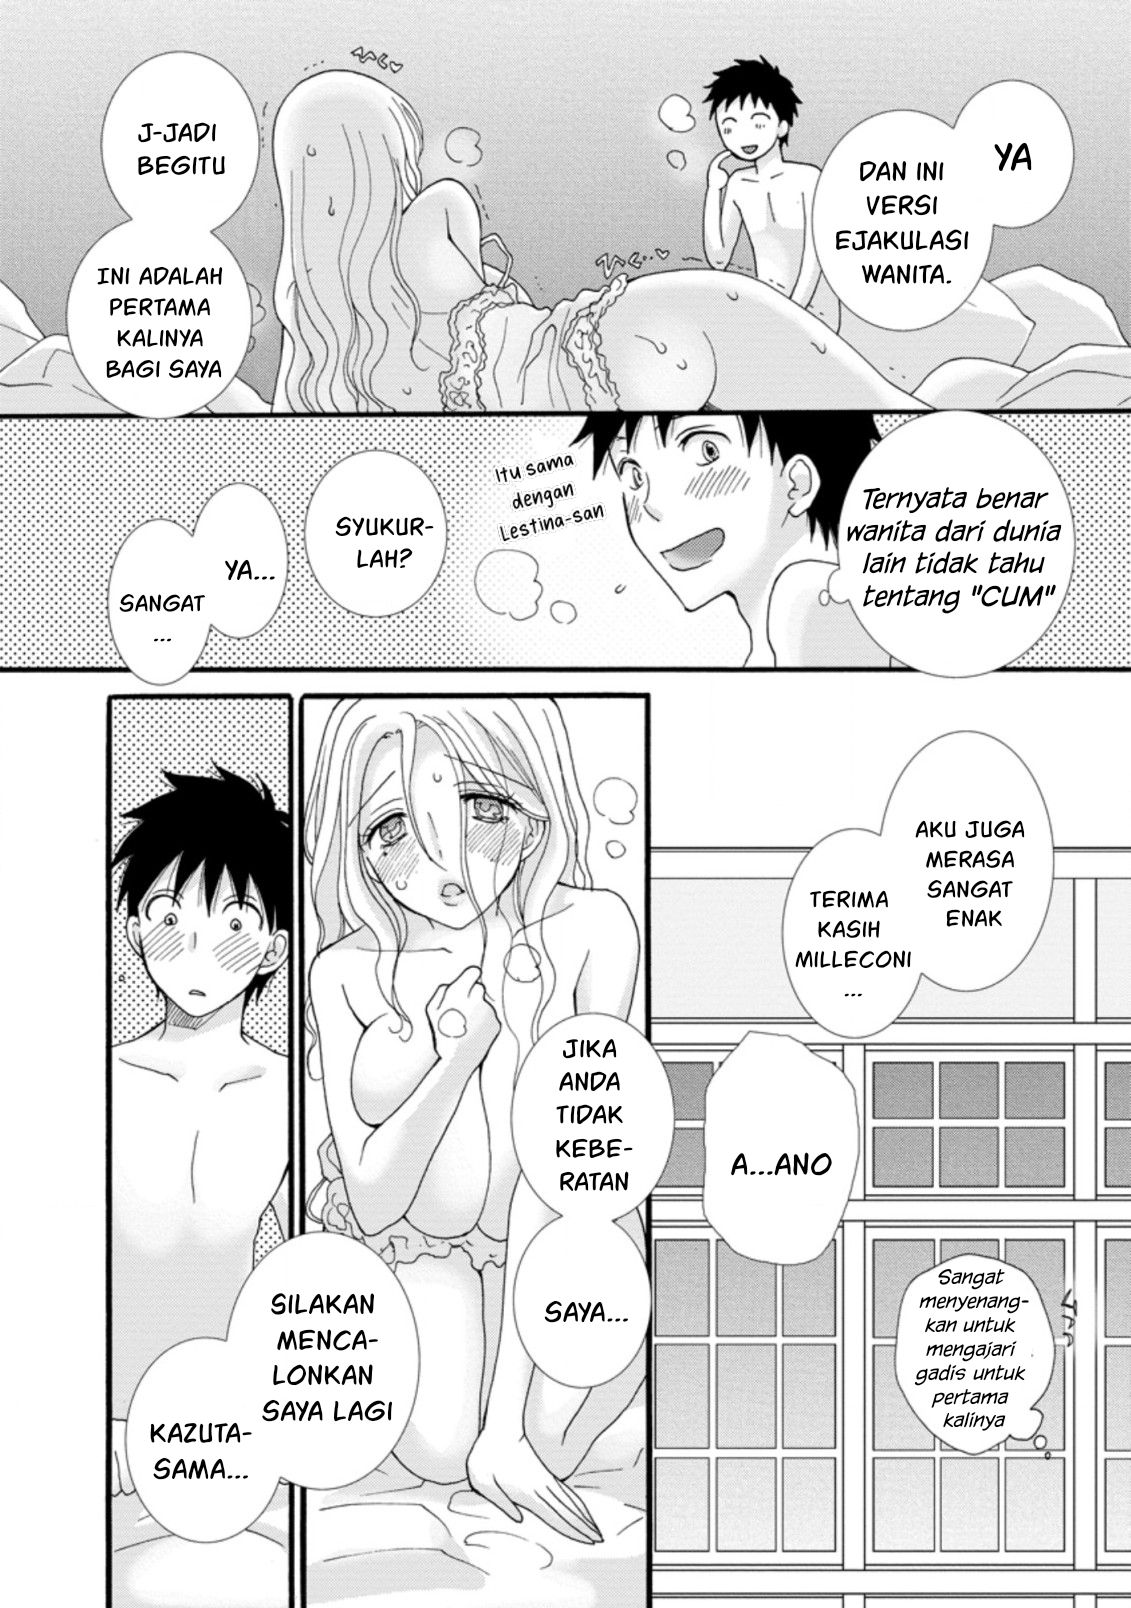 YA
DAN INI
VERSI
EJAKULASI
WANITA.
J-JADI
BEGITU
INI ADALAH
PERTAMA
KALINYA
BAGI SAYA
Ternyata benar
wanita dari dunia
lain tidak tahu
tentang "CUM"
Itu sama
dengan
Lestina-san
SYUKUR-
LAH?
YA...
SANGAT
...
AKU JUGA
MERASA
SANGAT
ENAK
TERIMA
KASIH
MILLECONI
...
A...ANO
Sangat
menyenang-
kan untuk
mengajari
gadis untuk
pertama
kalinya
JIKA
ANDA
TIDAK
KEBE-
RATAN
SAYA...
SILAKAN
MENCA-
LONKAN
SAYA LAGI
KAZUTA-
SAMA...